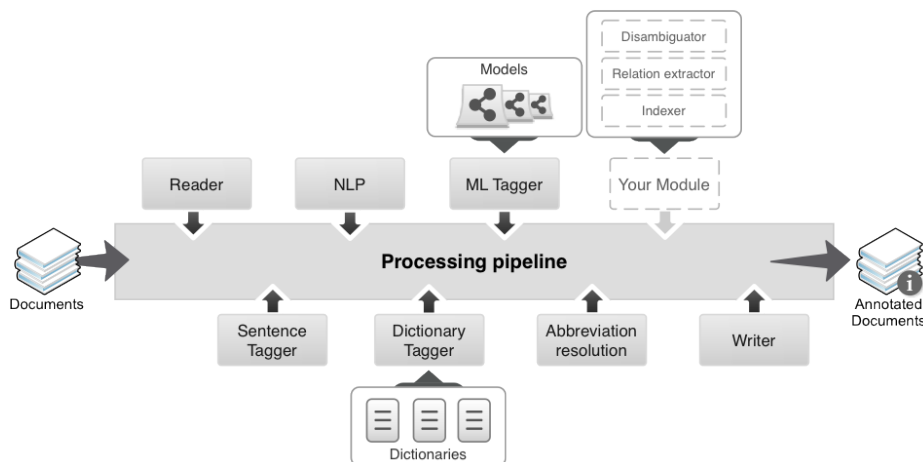 Disambiguator
Models
Relation extractor
Indexer
Reader
NLP
ML Tagger
Your Module
Processing pipeline
Documents
Annotated
Documents
Sentence
Tagger
Dictionary
Tagger
Abbreviation
resolution
Writer
Dictionaries